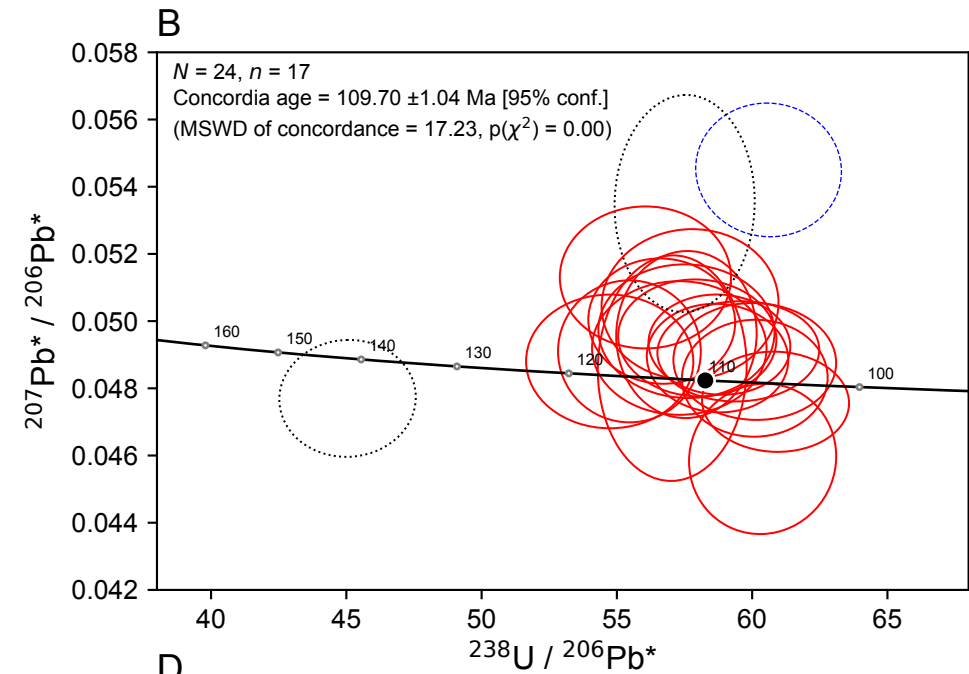 B
N = 24, n = 17
Concordia age = 109.70 ±1.04 Ma [95% conf.]
(MSWD of concordance = 17.23, p(χ²) = 0.00)
0.058
0.056
0.054
0.052
0.050
0.048
0.046
0.044
0.042
²⁰⁷Pb* / ²⁰⁶Pb*
160
150
140
130
120
110
100
40 45 50 55 60 65
²³⁸U / ²⁰⁶Pb*
D